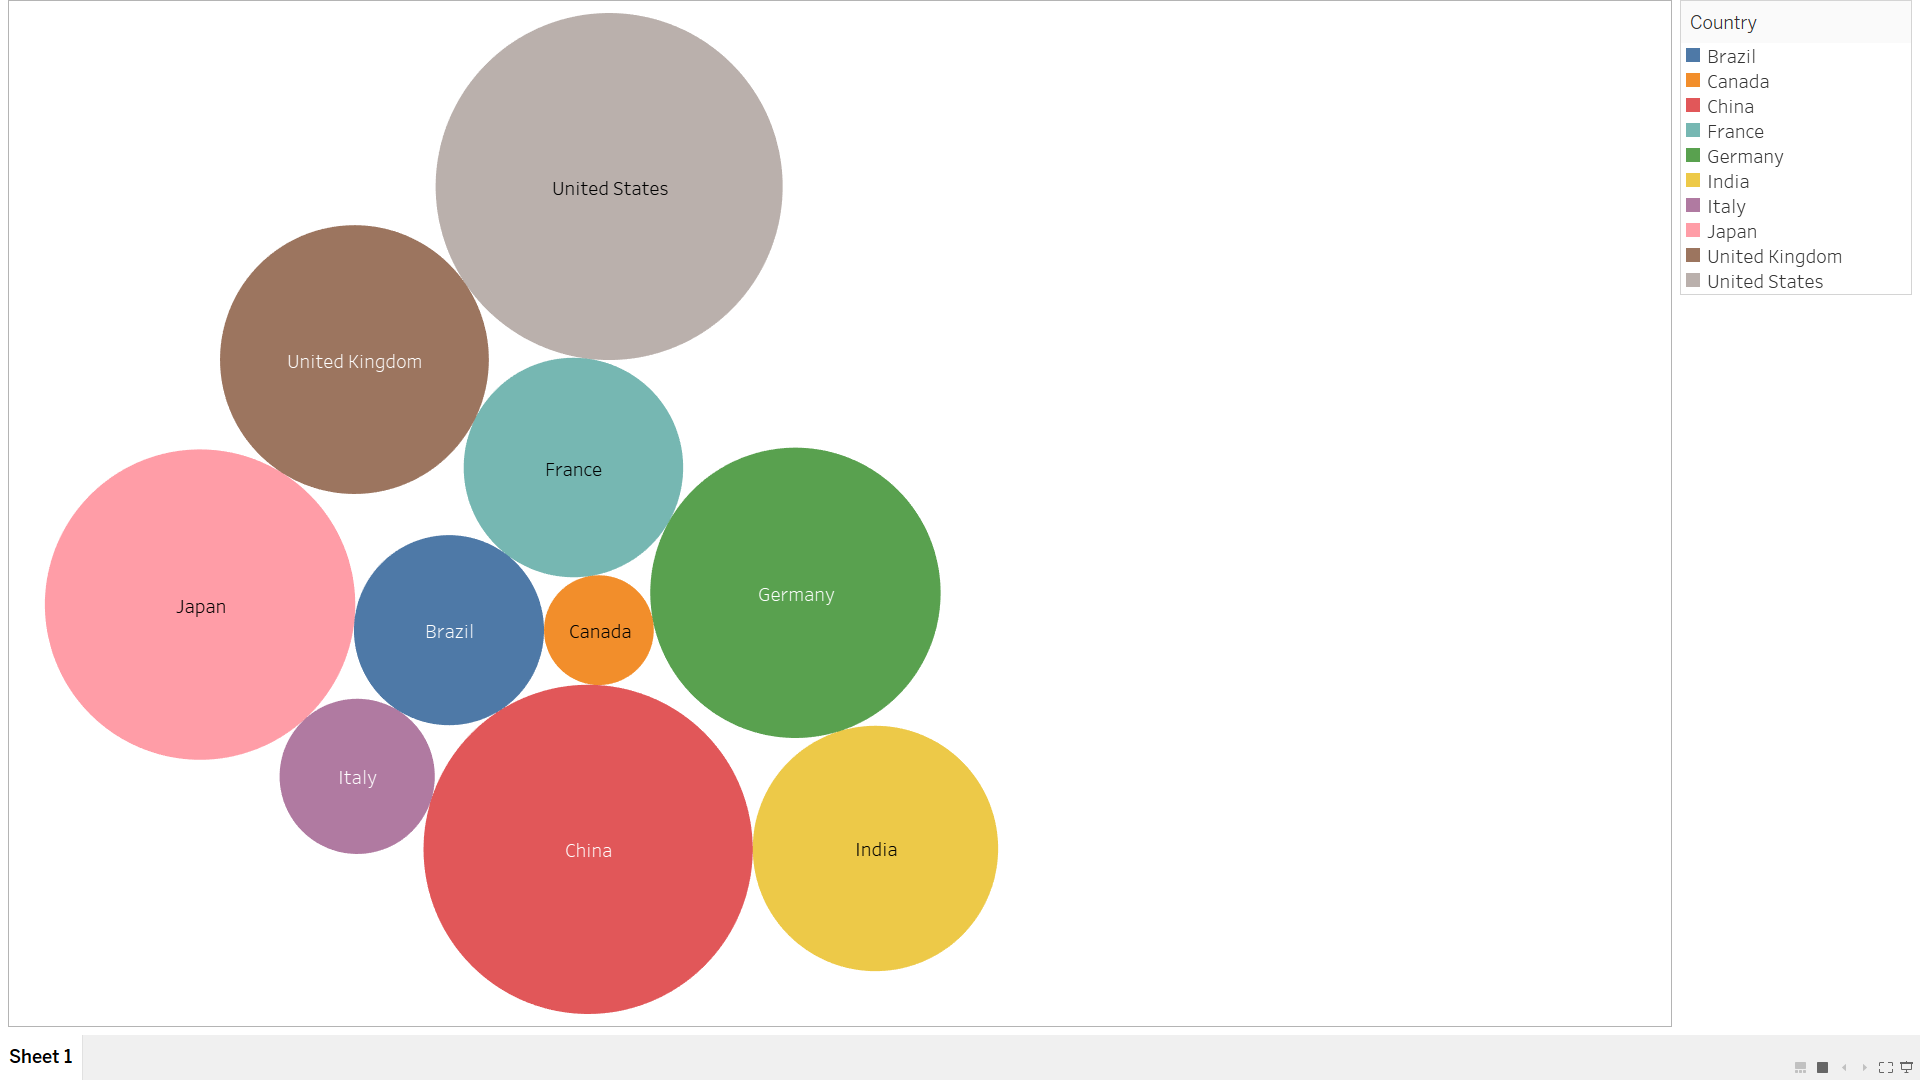 United States
United Kingdom
France
Germany
Japan
Brazil
Canada
Italy
China
India
Country
Brazil
Canada
China
France
Germany
India
Italy
Japan
United Kingdom
United States
Sheet 1